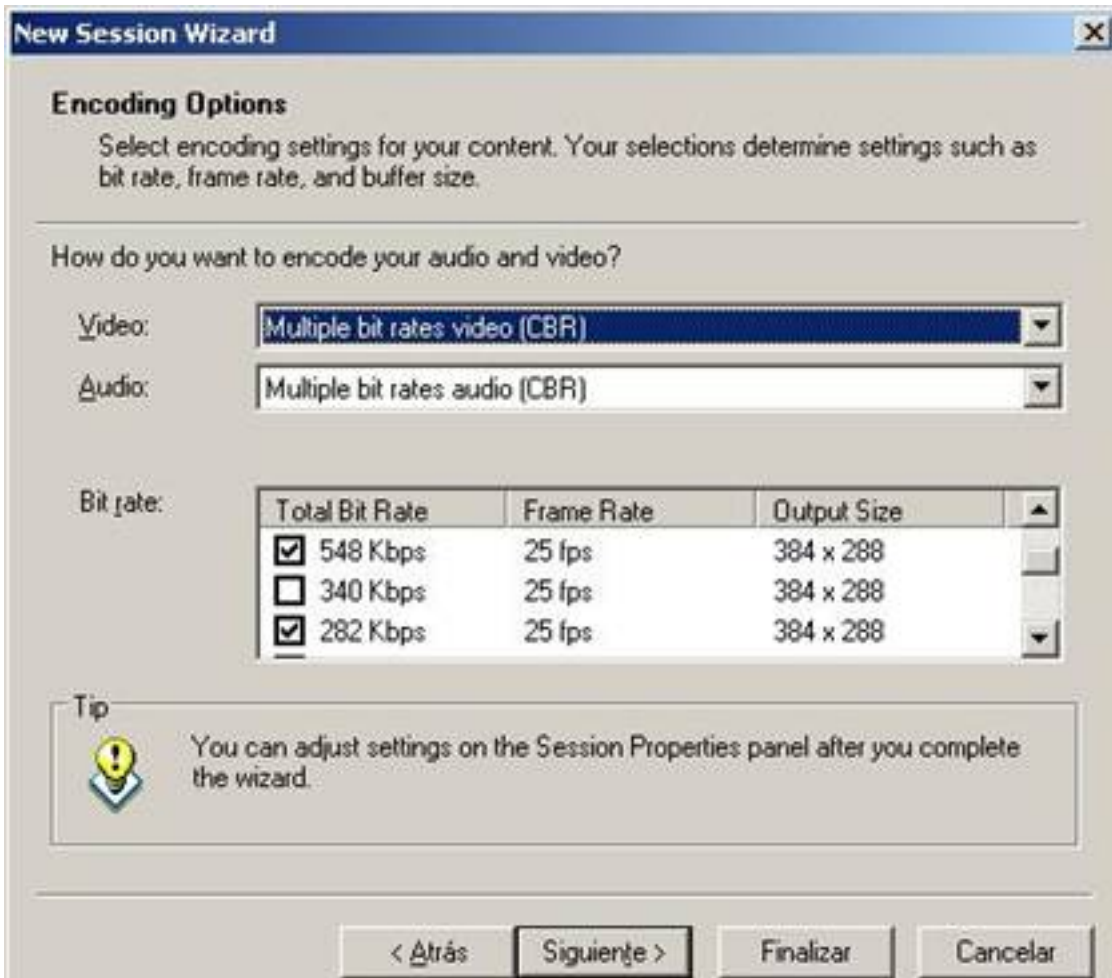 New Session Wizard
Encoding Options
Select encoding settings for your content. Your selections determine settings such as
bit rate, frame rate, and buffer size.
How do you want to encode your audio and video?
Video: Multiple bit rates video (CBR)
Audio: Multiple bit rates audio (CBR)
Bit rate: Total Bit Rate Frame Rate Output Size
548 Kbps 25 fps 384 x 288
340 Kbps 25 fps 384 x 288
282 Kbps 25 fps 384 x 288
Tip
You can adjust settings on the Session Properties panel after you complete
the wizard.
< Atrás Siguiente > Finalizar Cancelar